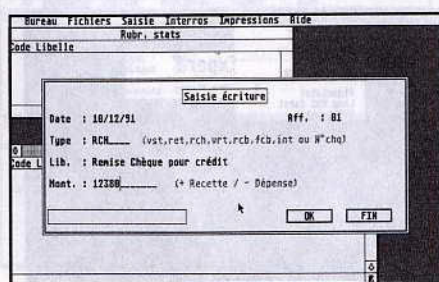 Bureau Fichiers Saisie Interros Impressions Aide
Rubr. stats
Code Libelle
Saisie écriture
Date : 10/12/91 Aff. : 01
Type : RCH____ (vst,ret,rch,vrt,rcb,fcb,int ou N°chq)
Code L
Lib. : Remise Chèque pour crédit
Mont. : 12380_______ (+ Recette / - Dépense)
OK FIN